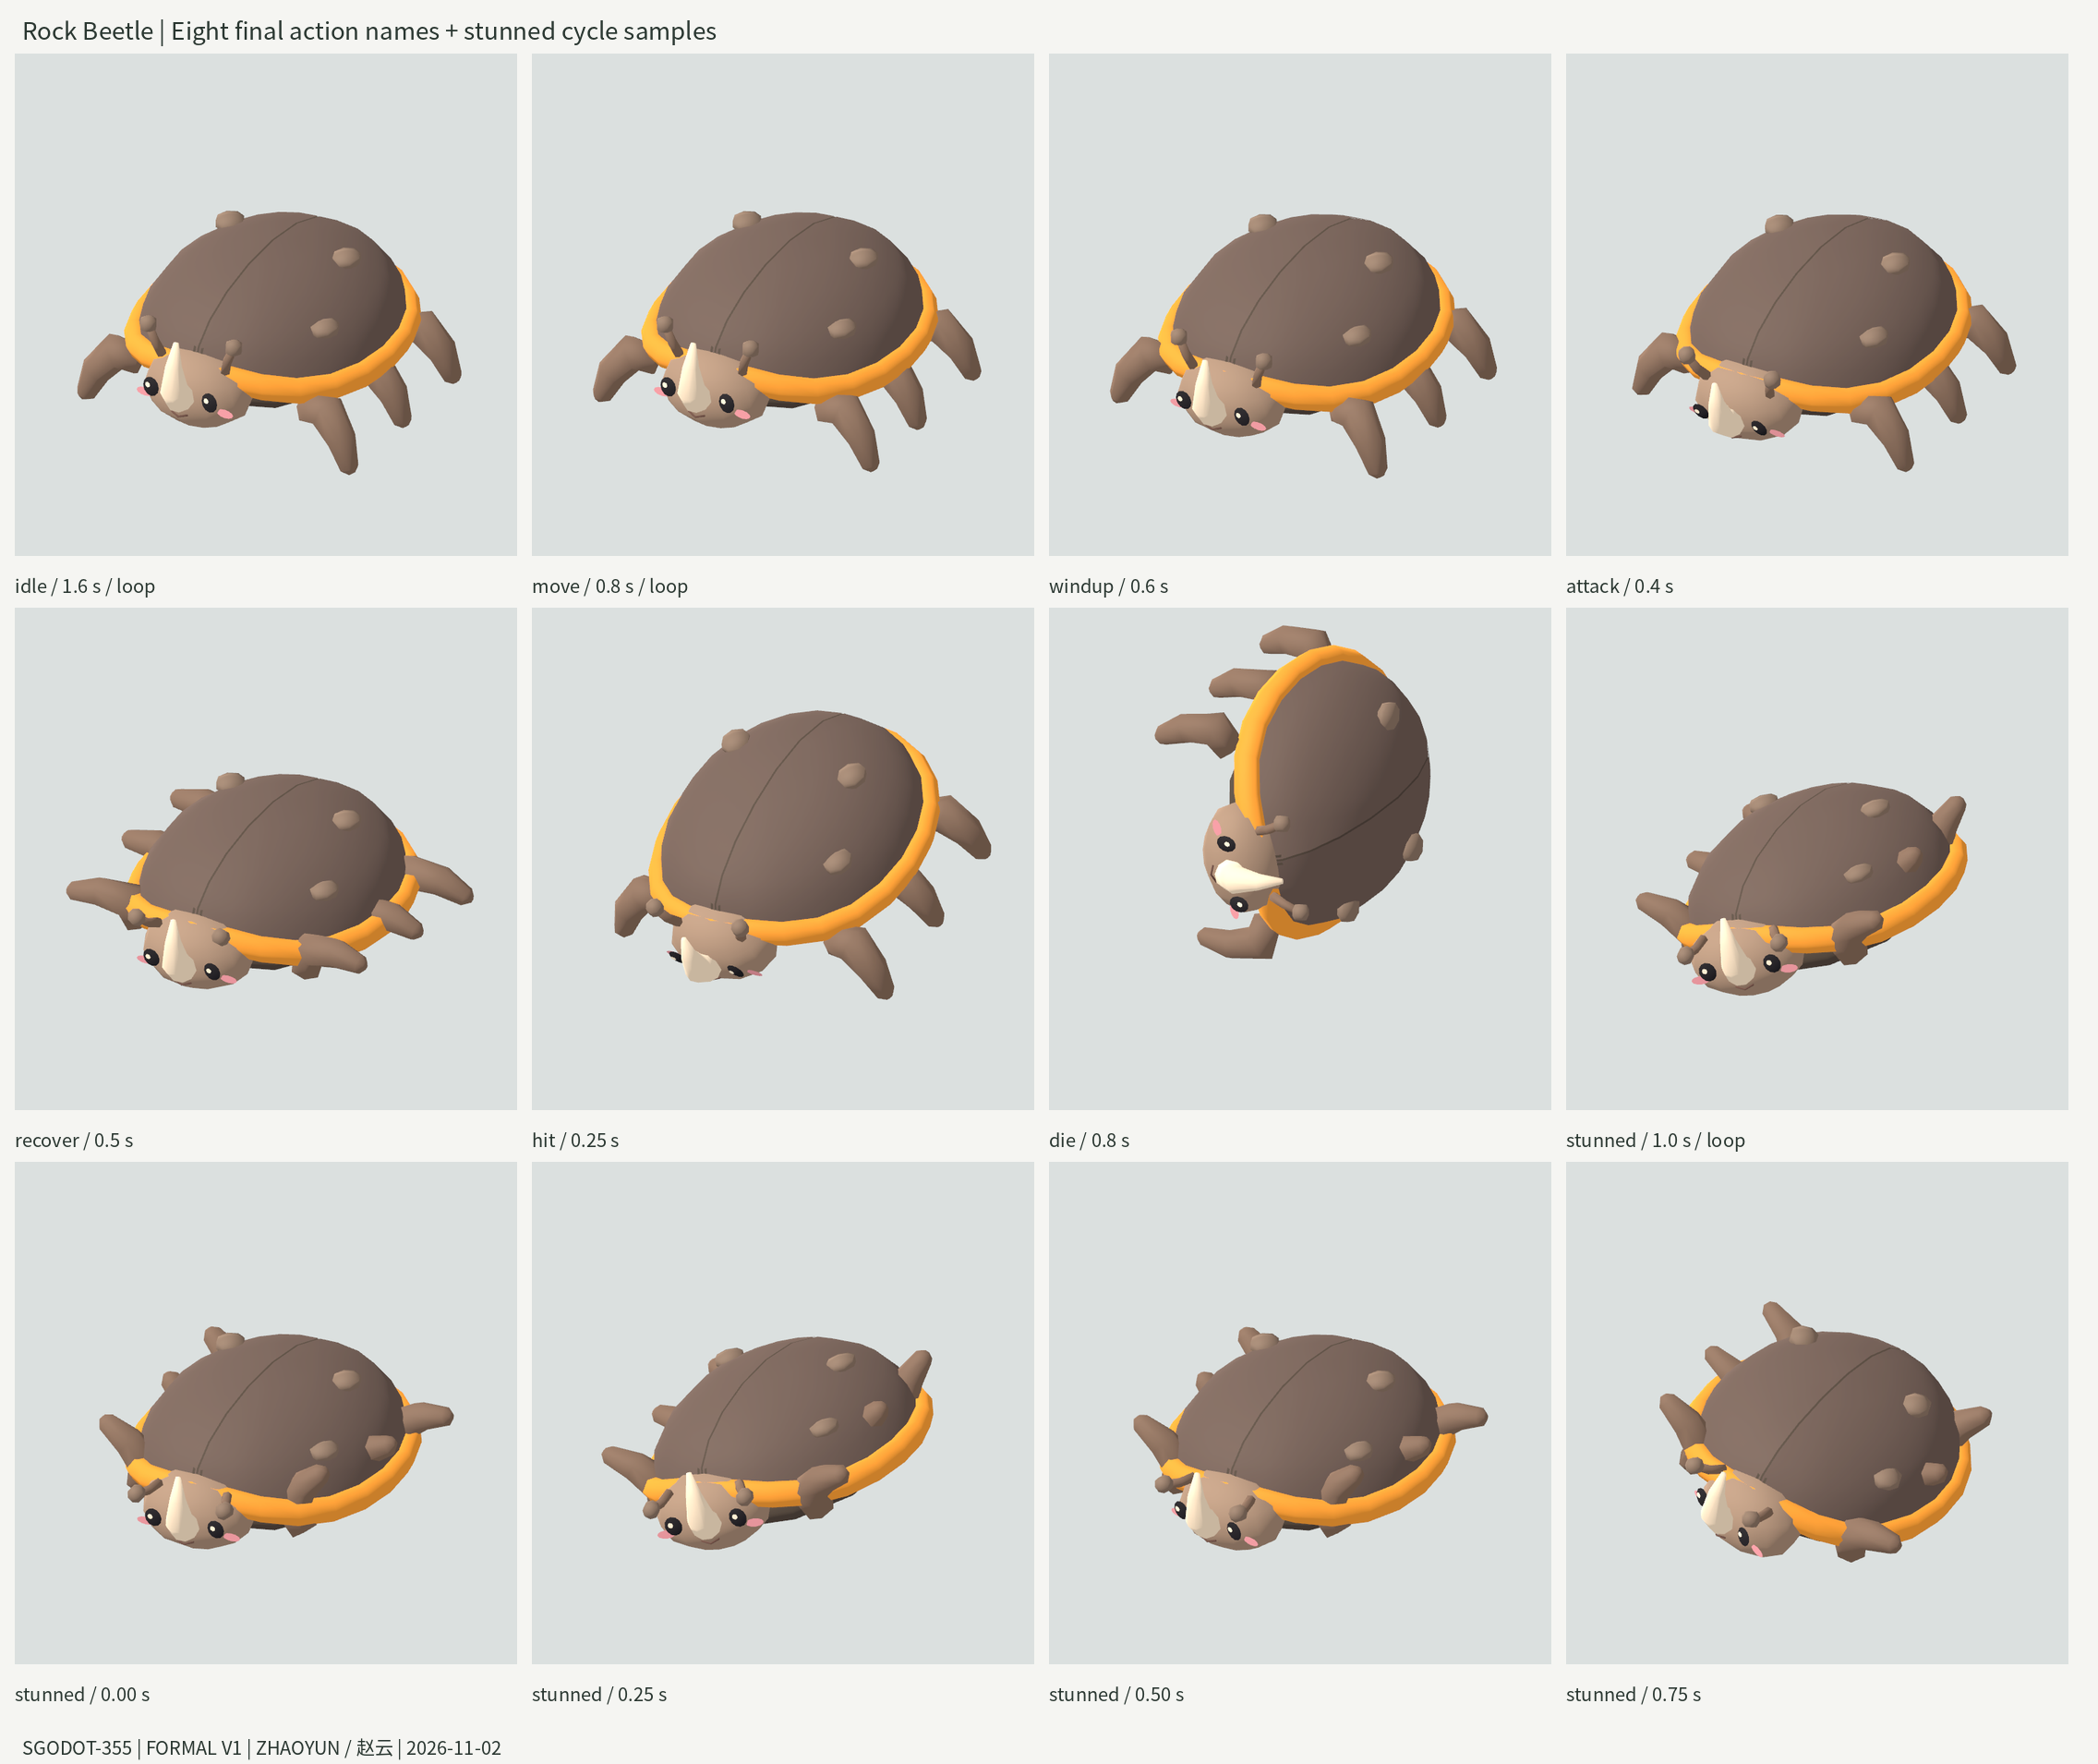 Rock Beetle | Eight final action names + stunned cycle samples
idle / 1.6 s / loop
move / 0.8 s / loop
windup / 0.6 s
attack / 0.4 s
recover / 0.5 s
hit / 0.25 s
die / 0.8 s
stunned / 1.0 s / loop
stunned / 0.00 s
stunned / 0.25 s
stunned / 0.50 s
stunned / 0.75 s
SGODOT-355 | FORMAL V1 | ZHAOYUN / 赵云 | 2026-11-02